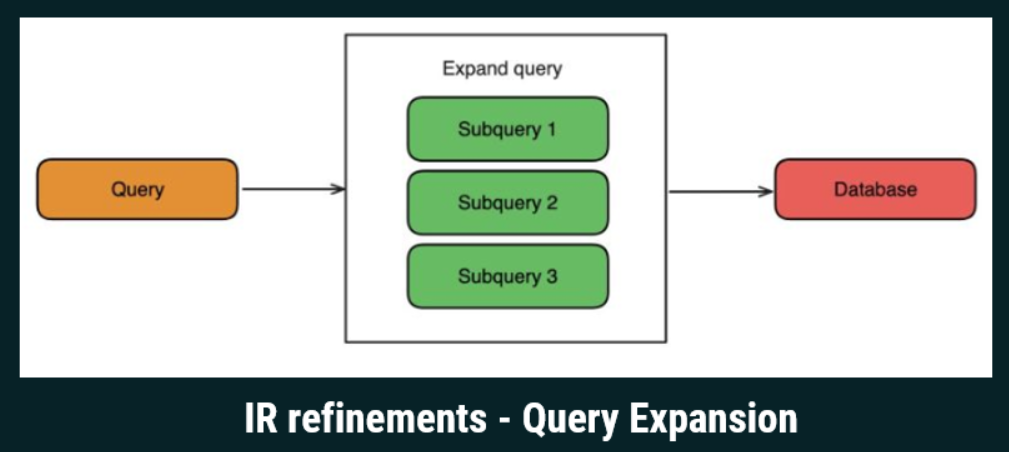 Expand query
Subquery 1
Query
Subquery 2
Database
Subquery 3
IR refinements - Query Expansion